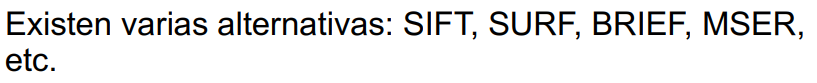 Existen varias alternativas: SIFT, SURF, BRIEF, MSER,
etc.